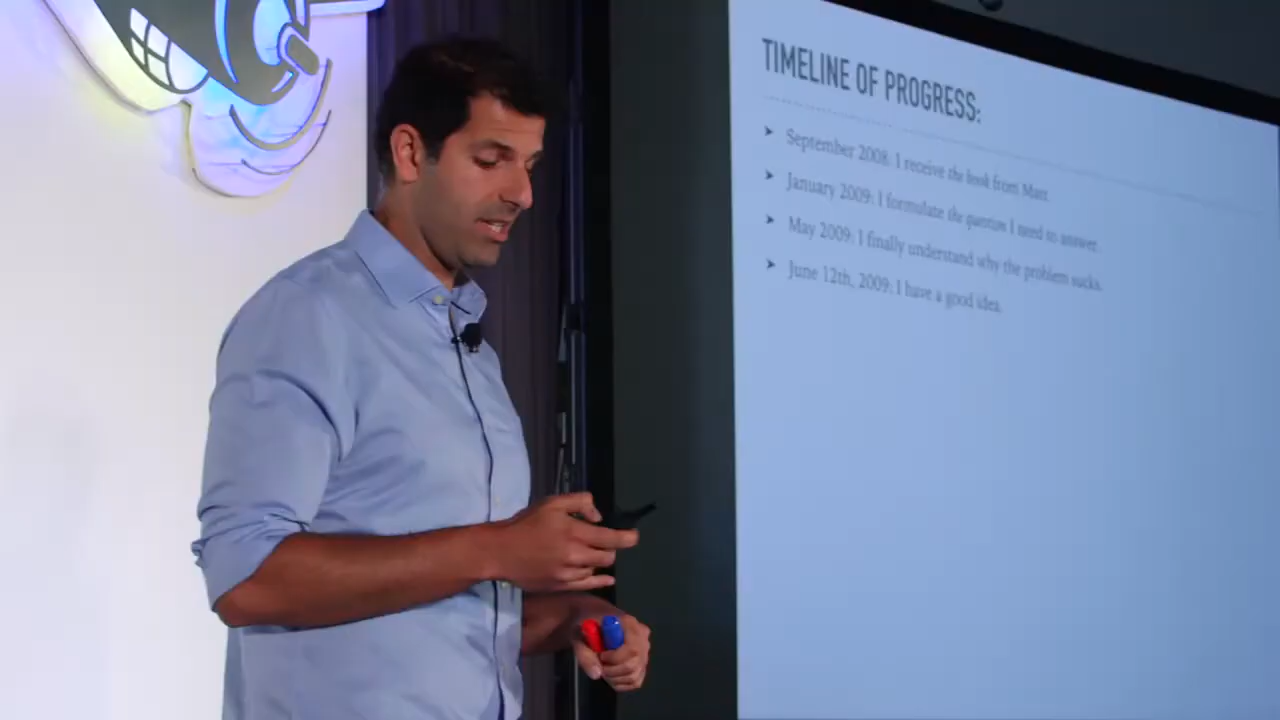 TIMELINE OF PROGRESS:
September 2008: I receive the book from Matt.
January 2009: I formulate the question I need to answer.
May 2009: I finally understand why the problem sucks.
June 12th, 2009: I have a good idea.